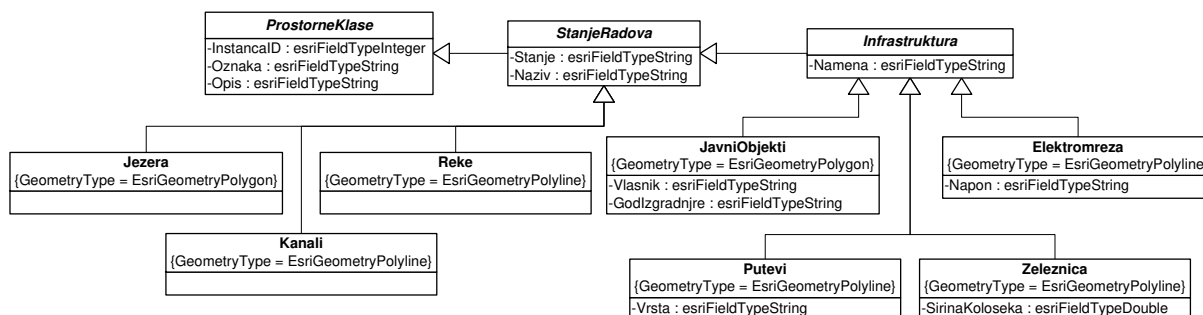 ProstorneKlase
-InstancaID : esriFieldTypeInteger
-Oznaka : esriFieldTypeString
-Opis : esriFieldTypeString
StanjeRadova
-Stanje : esriFieldTypeString
-Naziv : esriFieldTypeString
Infrastruktura
-Namena : esriFieldTypeString
Jezera
{GeometryType = EsriGeometryPolygon}
Reke
{GeometryType = EsriGeometryPolyline}
JavniObjekti
{GeometryType = EsriGeometryPolygon}
-Vlasnik : esriFieldTypeString
-GodIzgradnjre : esriFieldTypeString
Elektromreza
{GeometryType = EsriGeometryPolyline}
-Napon : esriFieldTypeString
Kanali
{GeometryType = EsriGeometryPolyline}
Putevi
{GeometryType = EsriGeometryPolyline}
-Vrsta : esriFieldTypeString
Zeleznica
{GeometryType = EsriGeometryPolyline}
-SirinaKoloseka : esriFieldTypeDouble